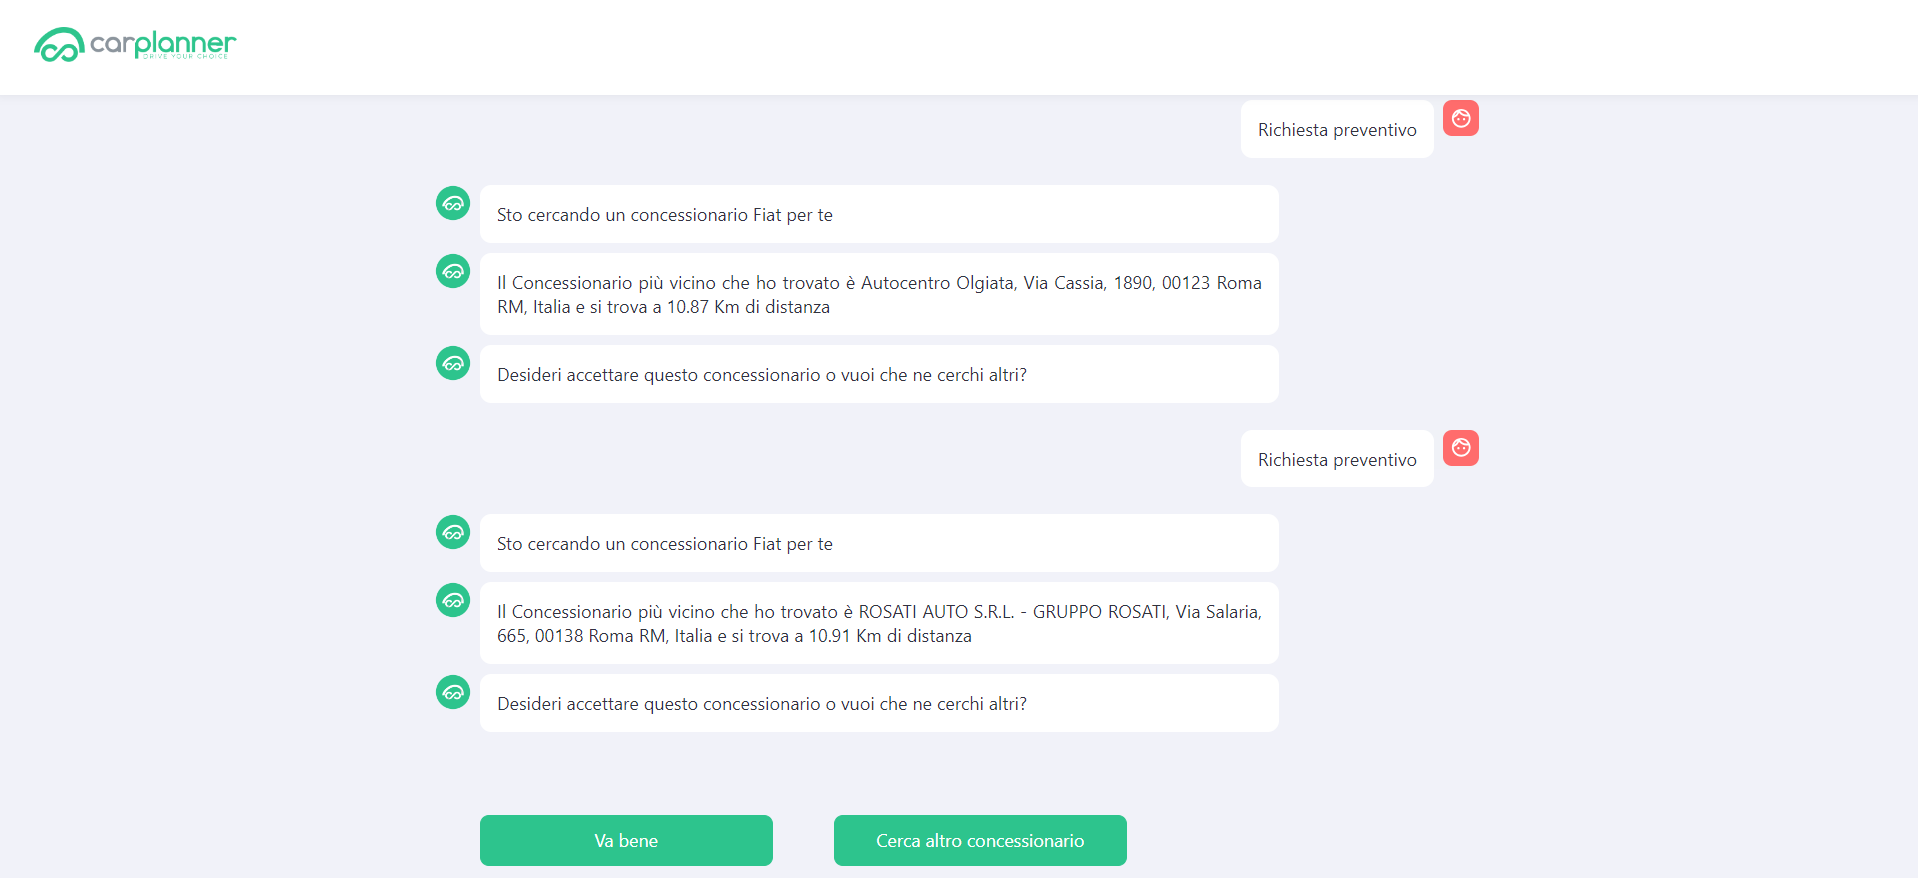 carplanner
DRIVE YOUR CHOICE
Richiesta preventivo
Sto cercando un concessionario Fiat per te
Il Concessionario più vicino che ho trovato è Autocentro Olgiata, Via Cassia, 1890, 00123 Roma
RM, Italia e si trova a 10.87 Km di distanza
Desideri accettare questo concessionario o vuoi che ne cerchi altri?
Richiesta preventivo
Sto cercando un concessionario Fiat per te
Il Concessionario più vicino che ho trovato è ROSATI AUTO S.R.L. - GRUPPO ROSATI, Via Salaria,
665, 00138 Roma RM, Italia e si trova a 10.91 Km di distanza
Desideri accettare questo concessionario o vuoi che ne cerchi altri?
Va bene
Cerca altro concessionario